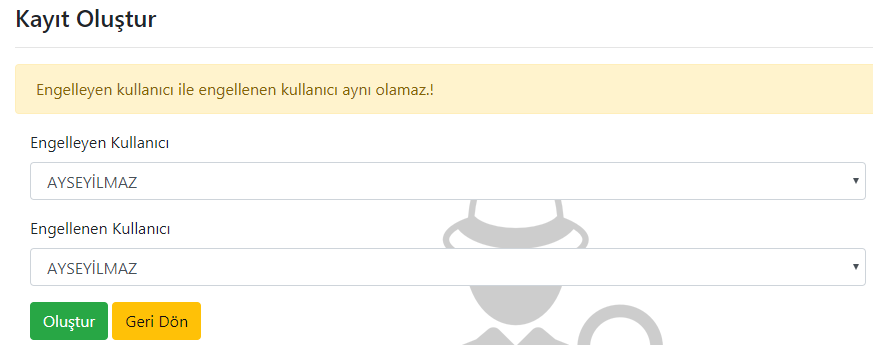 Kayıt Oluştur
Engelleyen kullanıcı ile engellenen kullanıcı aynı olamaz.!
Engelleyen Kullanıcı
AYSEYİLMAZ
Engellenen Kullanıcı
AYSEYİLMAZ
Oluştur Geri Dön